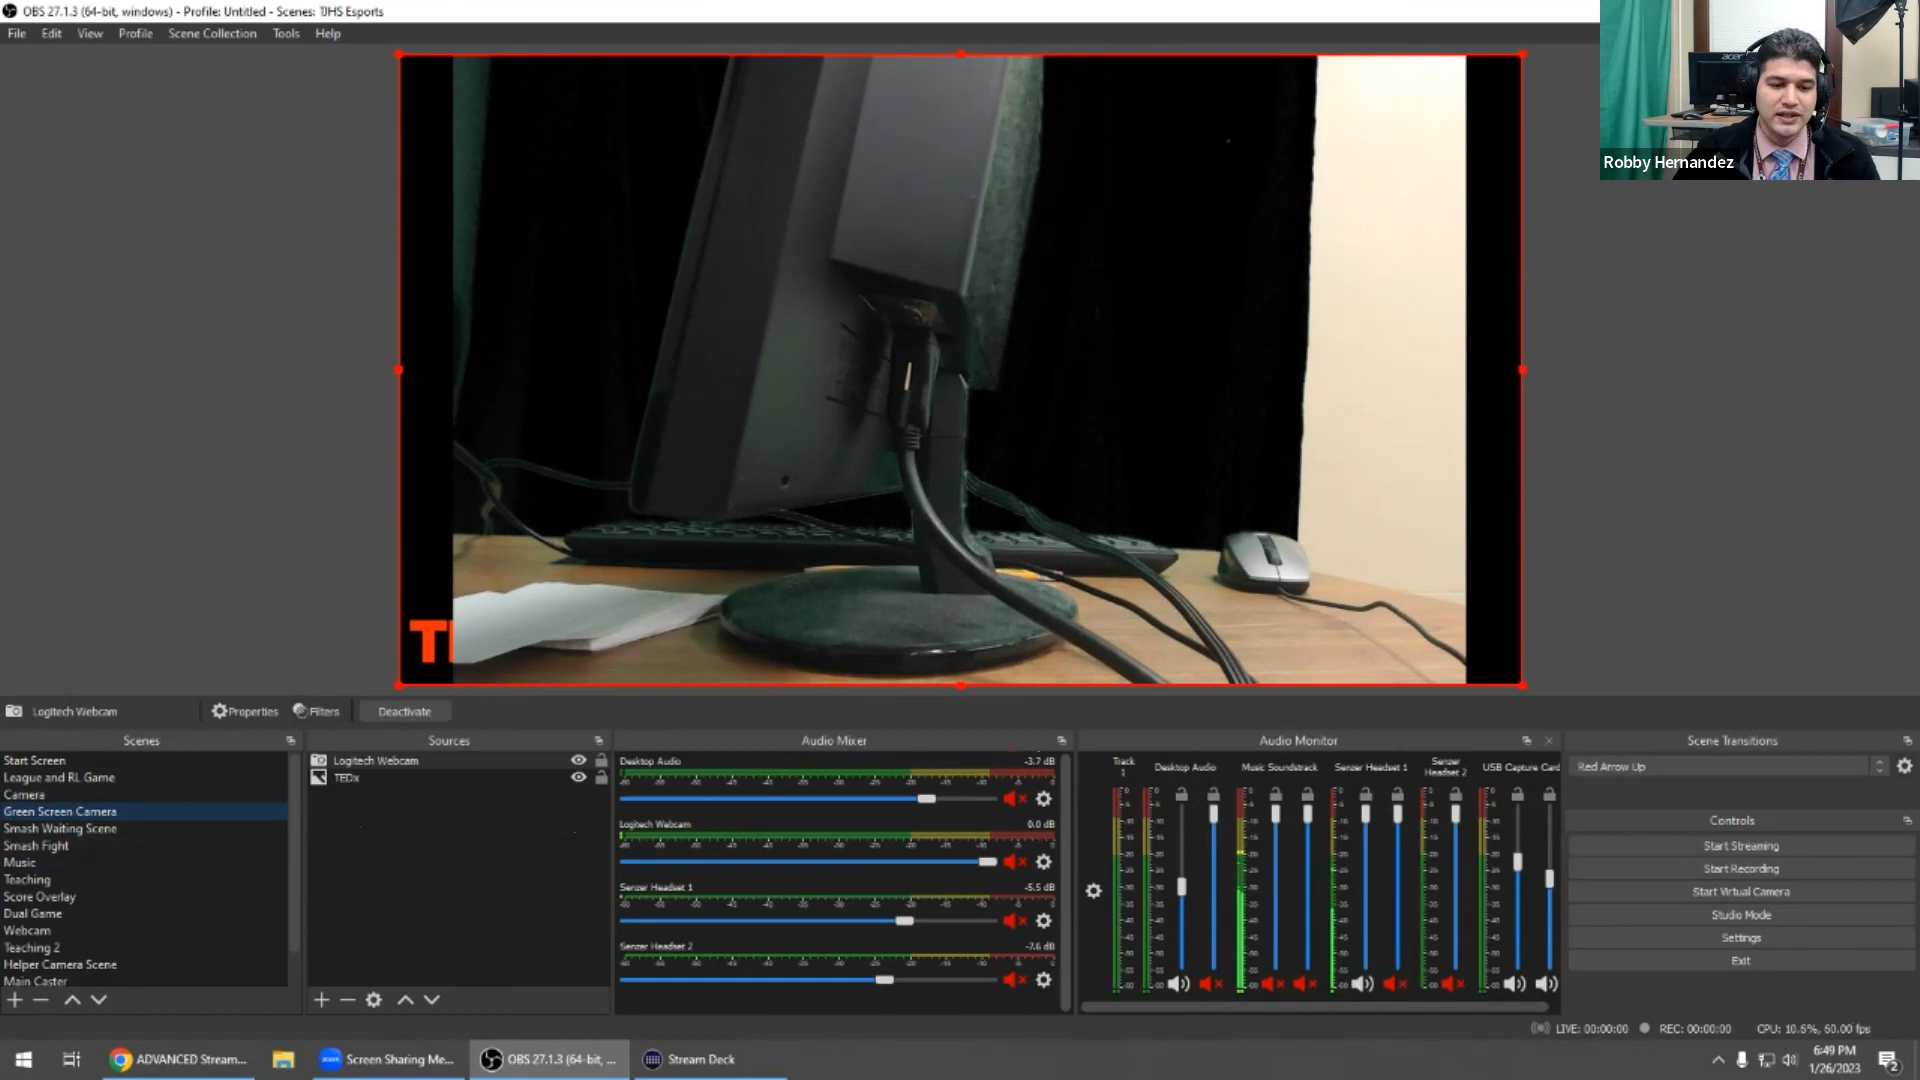 OBS 27.1.3 (64-bit, windows) - Profile: Untitled - Scenes: TJHS Esports
File Edit View Profile Scene Collection Tools Help
acer
Robby Hernandez
T
Logitech Webcam Properties Filters Deactivate
Scenes
Start Screen
League and RL Game
Camera
Green Screen Camera
Smash Waiting Scene
Smash Fight
Music
Teaching
Score Overlay
Dual Game
Webcam
Teaching 2
Helper Camera Scene
Main Caster
Sources
Logitech Webcam
TEDx
Audio Mixer
Desktop Audio -3.7 dB
Logitech Webcam 0.0 dB
Senzer Headset 1 -5.5 dB
Senzer Headset 2 -7.6 dB
Audio Monitor
Track 1
Desktop Audio
Music Soundtrack
Senzer Headset 1
Senzer Headset 2
USB Capture Card
Scene Transitions
Red Arrow Up
Controls
Start Streaming
Start Recording
Start Virtual Camera
Studio Mode
Settings
Exit
LIVE: 00:00:00 REC: 00:00:00 CPU: 10.6%, 60.00 fps
ADVANCED Stream... zoom Screen Sharing Me... OBS 27.1.3 (64-bit, ... Stream Deck
6:49 PM
1/26/2023
2